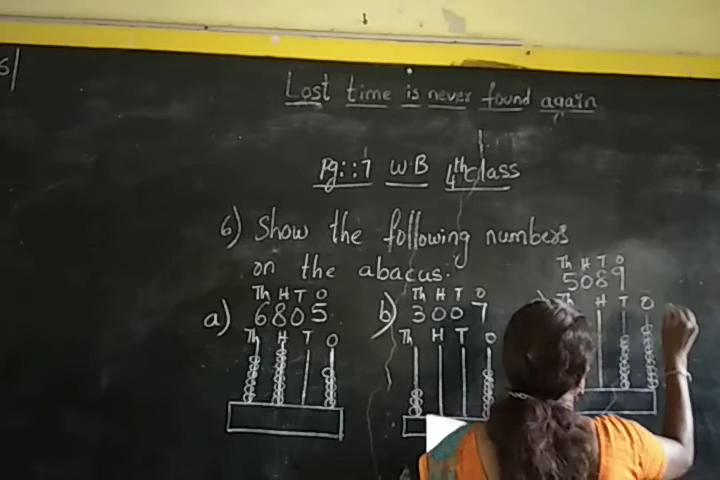 Lost time is never found again
Pg::7 W.B 4th class
6) Show the following numbers
on the abacus:
Th H T O
a) 6805
Th H T O
Th H T O
b) 3007
Th H T O
Th H T O
5089
Th H T O